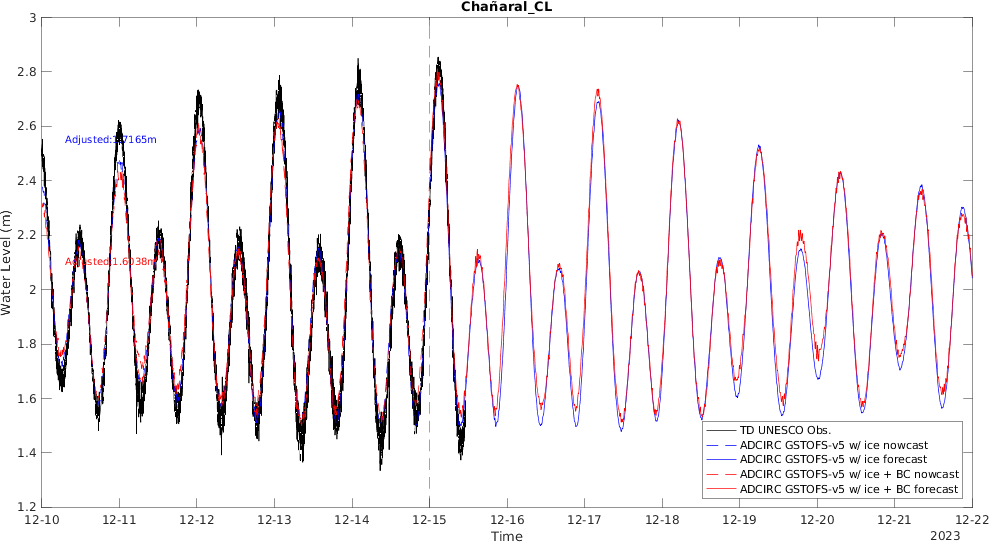 Chañaral_CL
3
2.8
2.6
2.4
2.2
2
1.8
1.6
1.4
1.2
Water Level (m)
Adjusted:1.7165m
Adjusted:1.6038m
TD UNESCO Obs.
ADCIRC GSTOFS-v5 w/ ice nowcast
ADCIRC GSTOFS-v5 w/ ice forecast
ADCIRC GSTOFS-v5 w/ ice + BC nowcast
ADCIRC GSTOFS-v5 w/ ice + BC forecast
12-10 12-11 12-12 12-13 12-14 12-15 12-16 12-17 12-18 12-19 12-20 12-21 12-22
Time
2023